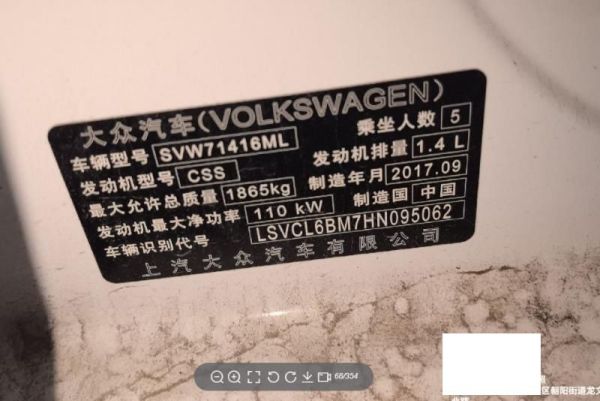 大众汽车(VOLKSWAGEN)
车辆型号 SVW71416ML 乘坐人数 5
发动机型号 CSS 发动机排量 1.4 L
最大允许总质量 1865kg 制造年月 2017.09
发动机最大净功率 110 kW 制造国 中国
车辆识别代号 LSVCL6BM7HN095062
上汽大众汽车有限公司
68/354
区朝阳街道龙文